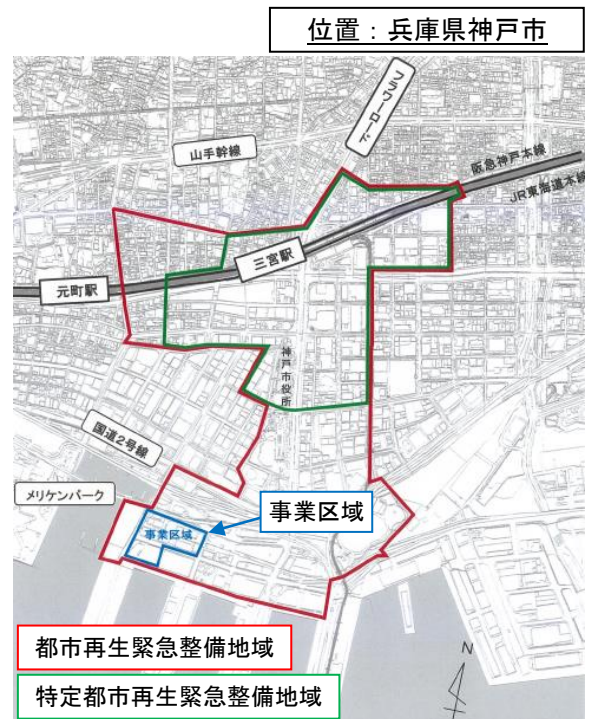 位置：兵庫県神戸市
フラワーロード
山手幹線
阪急神戸本線
JR東海道本線
三宮駅
元町駅
神戸市役所
国道2号線
メリケンパーク
事業区域
事業区域
都市再生緊急整備地域
特定都市再生緊急整備地域
N